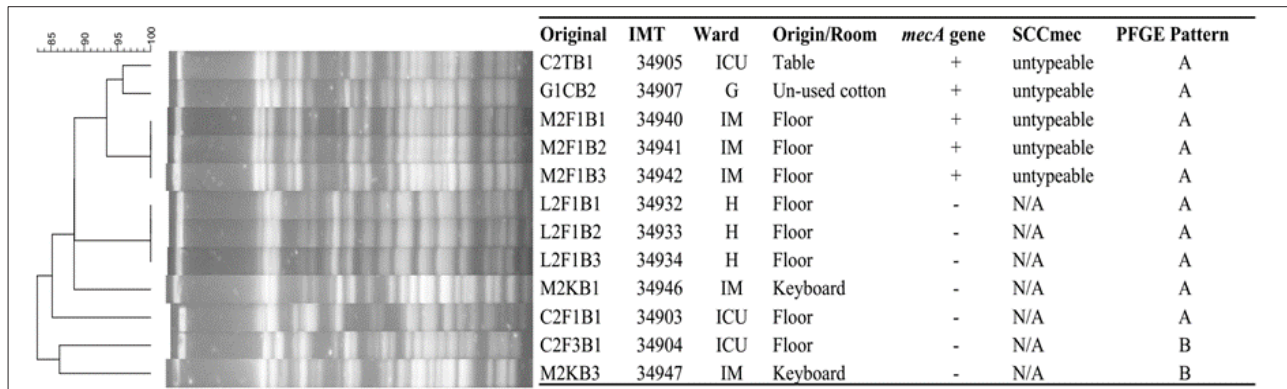 85 90 95 100
Original IMT Ward Origin/Room mecA gene SCCmec PFGE Pattern
C2TB1 34905 ICU Table + untypeable A
G1CB2 34907 G Un-used cotton + untypeable A
M2F1B1 34940 IM Floor + untypeable A
M2F1B2 34941 IM Floor + untypeable A
M2F1B3 34942 IM Floor + untypeable A
L2F1B1 34932 H Floor - N/A A
L2F1B2 34933 H Floor - N/A A
L2F1B3 34934 H Floor - N/A A
M2KB1 34946 IM Keyboard - N/A A
C2F1B1 34903 ICU Floor - N/A A
C2F3B1 34904 ICU Floor - N/A B
M2KB3 34947 IM Keyboard - N/A B